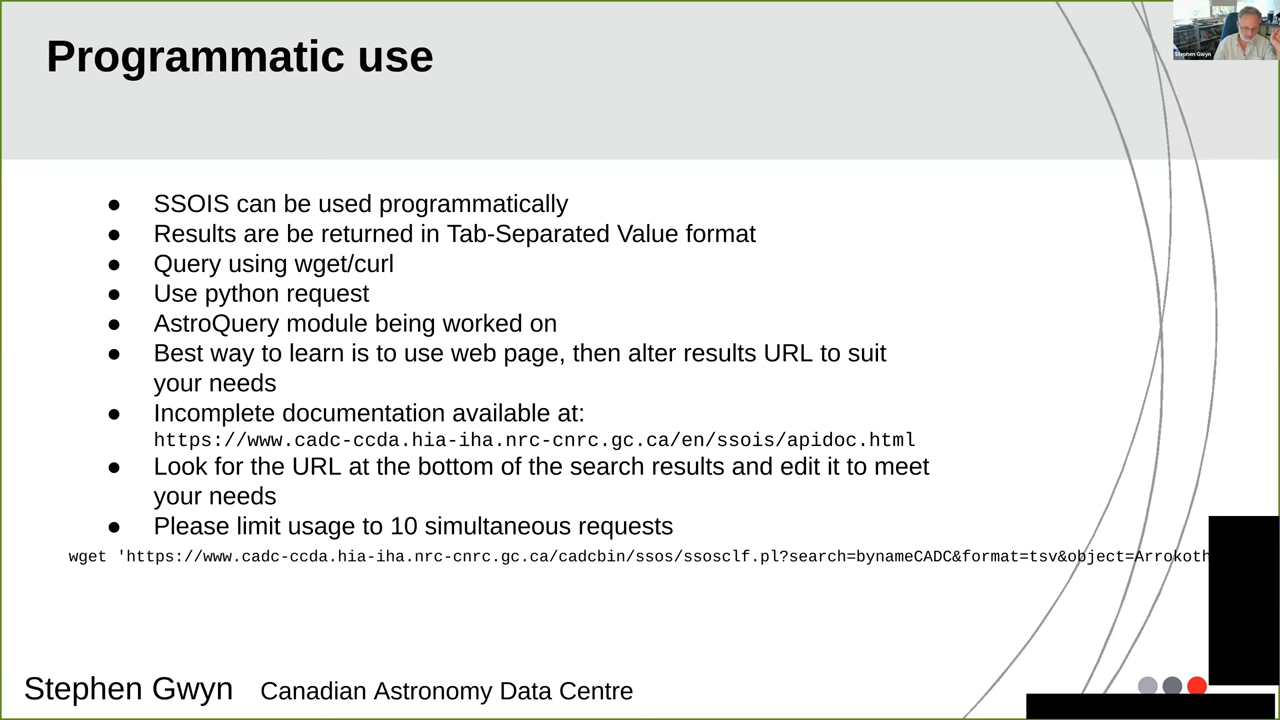 Programmatic use
Stephen Gwyn
● SSOIS can be used programmatically
● Results are be returned in Tab-Separated Value format
● Query using wget/curl
● Use python request
● AstroQuery module being worked on
● Best way to learn is to use web page, then alter results URL to suit
your needs
● Incomplete documentation available at:
https://www.cadc-ccda.hia-iha.nrc-cnrc.gc.ca/en/ssois/apidoc.html
● Look for the URL at the bottom of the search results and edit it to meet
your needs
● Please limit usage to 10 simultaneous requests
wget 'https://www.cadc-ccda.hia-iha.nrc-cnrc.gc.ca/cadcbin/ssos/ssosclf.pl?search=bynameCADC&format=tsv&object=Arrokoth
Stephen Gwyn Canadian Astronomy Data Centre